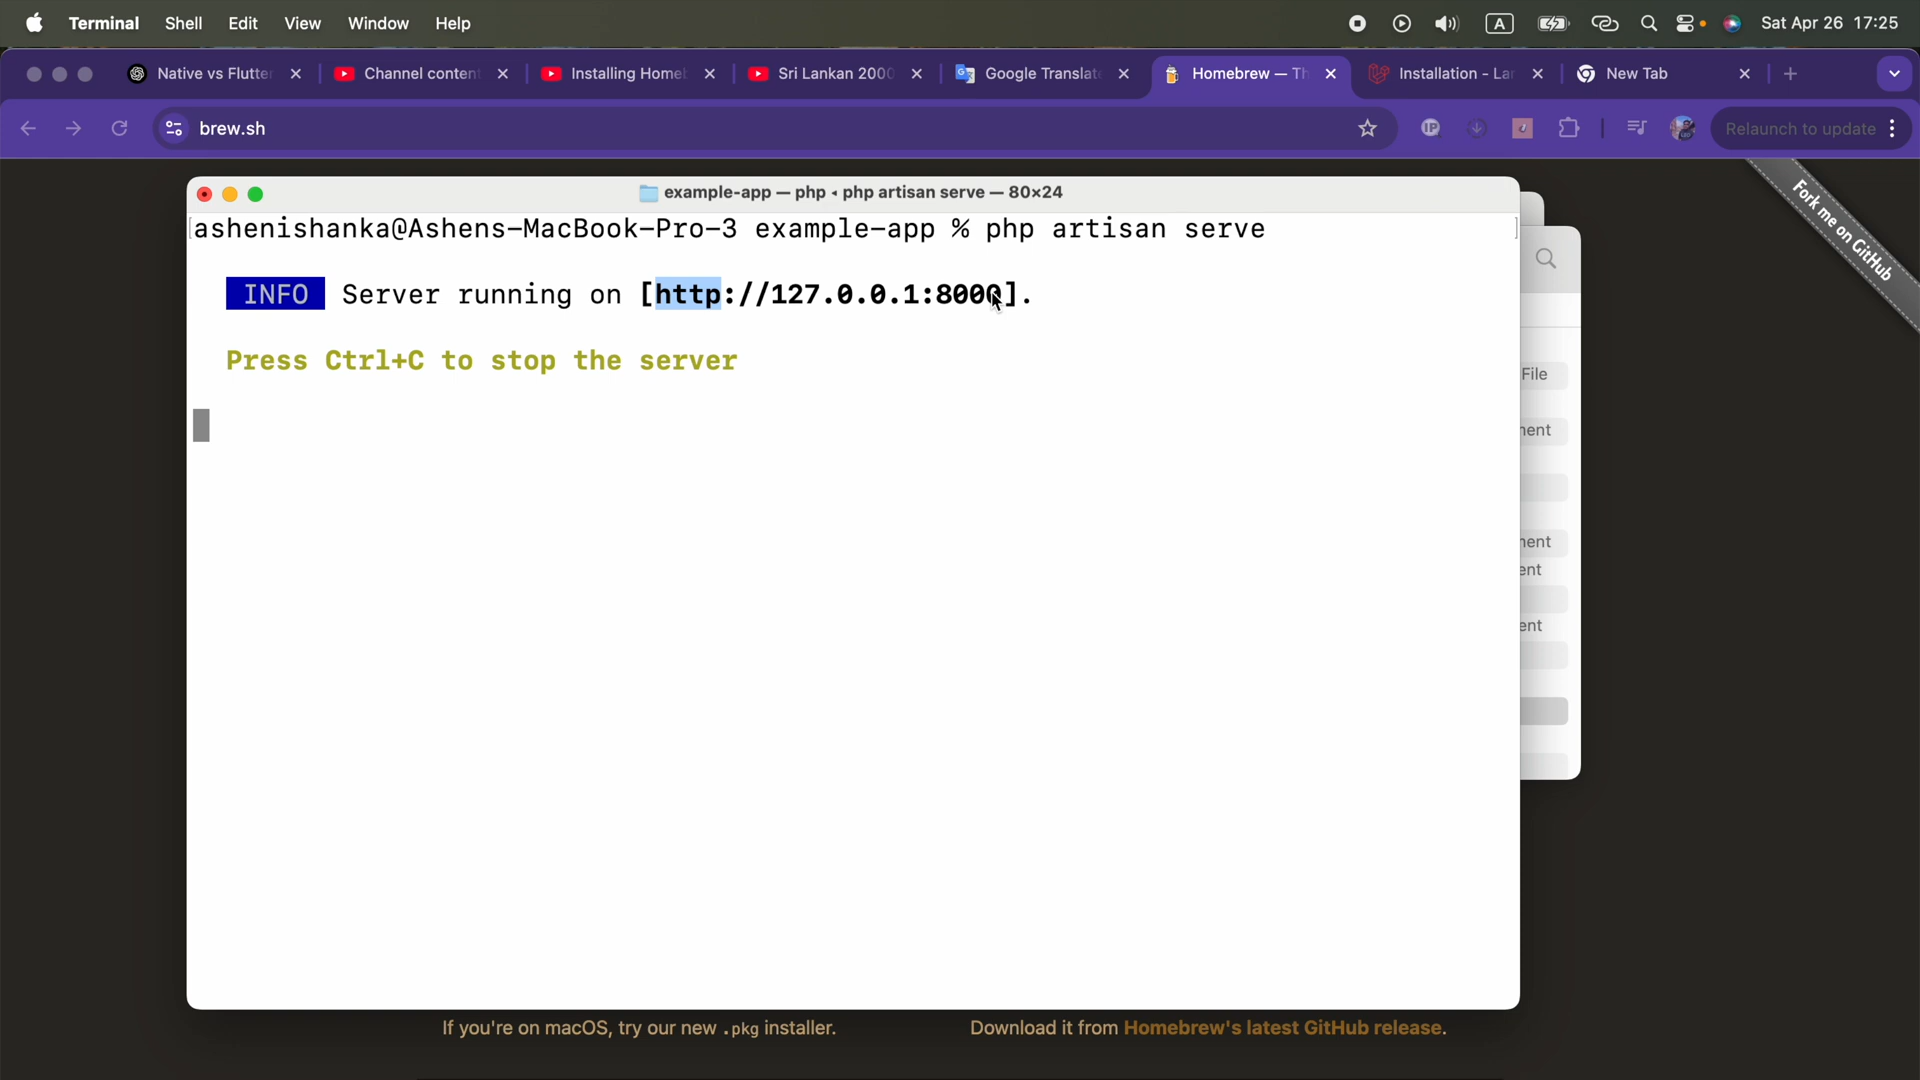 Terminal Shell Edit View Window Help A Sat Apr 26 17:25
Native vs Flutte Channel conten Installing Home Sri Lankan 2000 Google Translat Homebrew — Th Installation - La New Tab
brew.sh IP Relaunch to update
example-app — php ◂ php artisan serve — 80×24
ashenishanka@Ashens-MacBook-Pro-3 example-app % php artisan serve
INFO Server running on [http://127.0.0.1:8000].
Press Ctrl+C to stop the server
Fork me on GitHub
File
ment
ment
ent
ent
If you're on macOS, try our new .pkg installer. Download it from Homebrew's latest GitHub release.